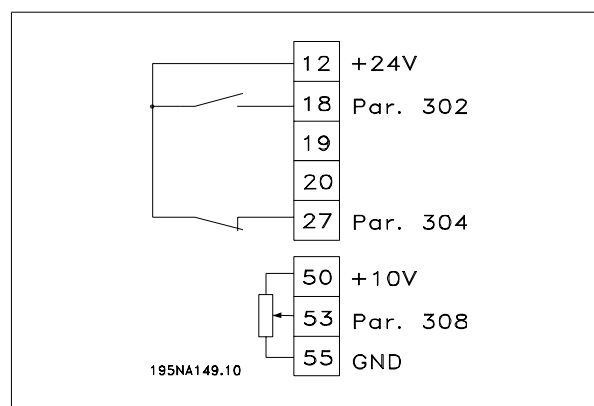 12 +24V
18 Par. 302
19
20
27 Par. 304
50 +10V
53 Par. 308
55 GND
195NA149.10